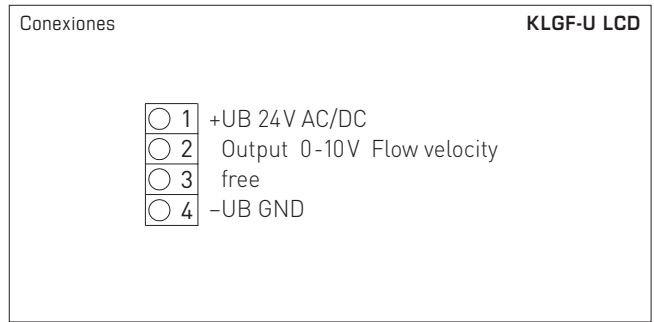 Conexiones KLGF-U LCD
1 +UB 24V AC/DC
2 Output 0-10V Flow velocity
3 free
4 –UB GND